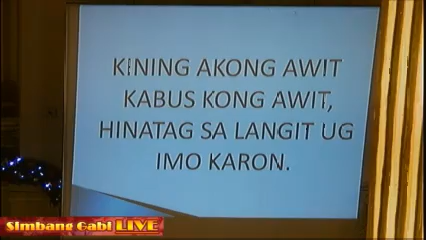 KINING AKONG AWIT
KABUS KONG AWIT,
HINATAG SA LANGIT UG
IMO KARON.
Simbang Gabi LIVE